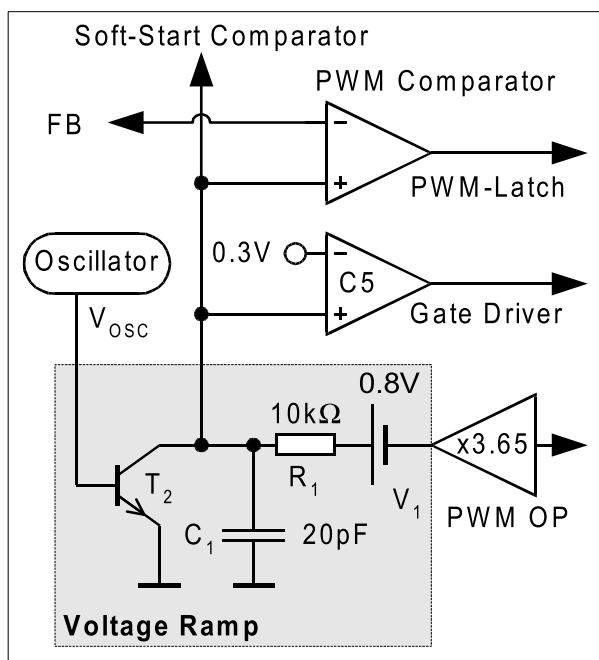 Soft-Start Comparator
PWM Comparator
FB
−
+
PWM-Latch
Oscillator
0.3V
−
C5
+
Gate Driver
VOSC
0.8V
10kΩ
x3.65
T2
R1
V1
PWM OP
C1
20pF
Voltage Ramp